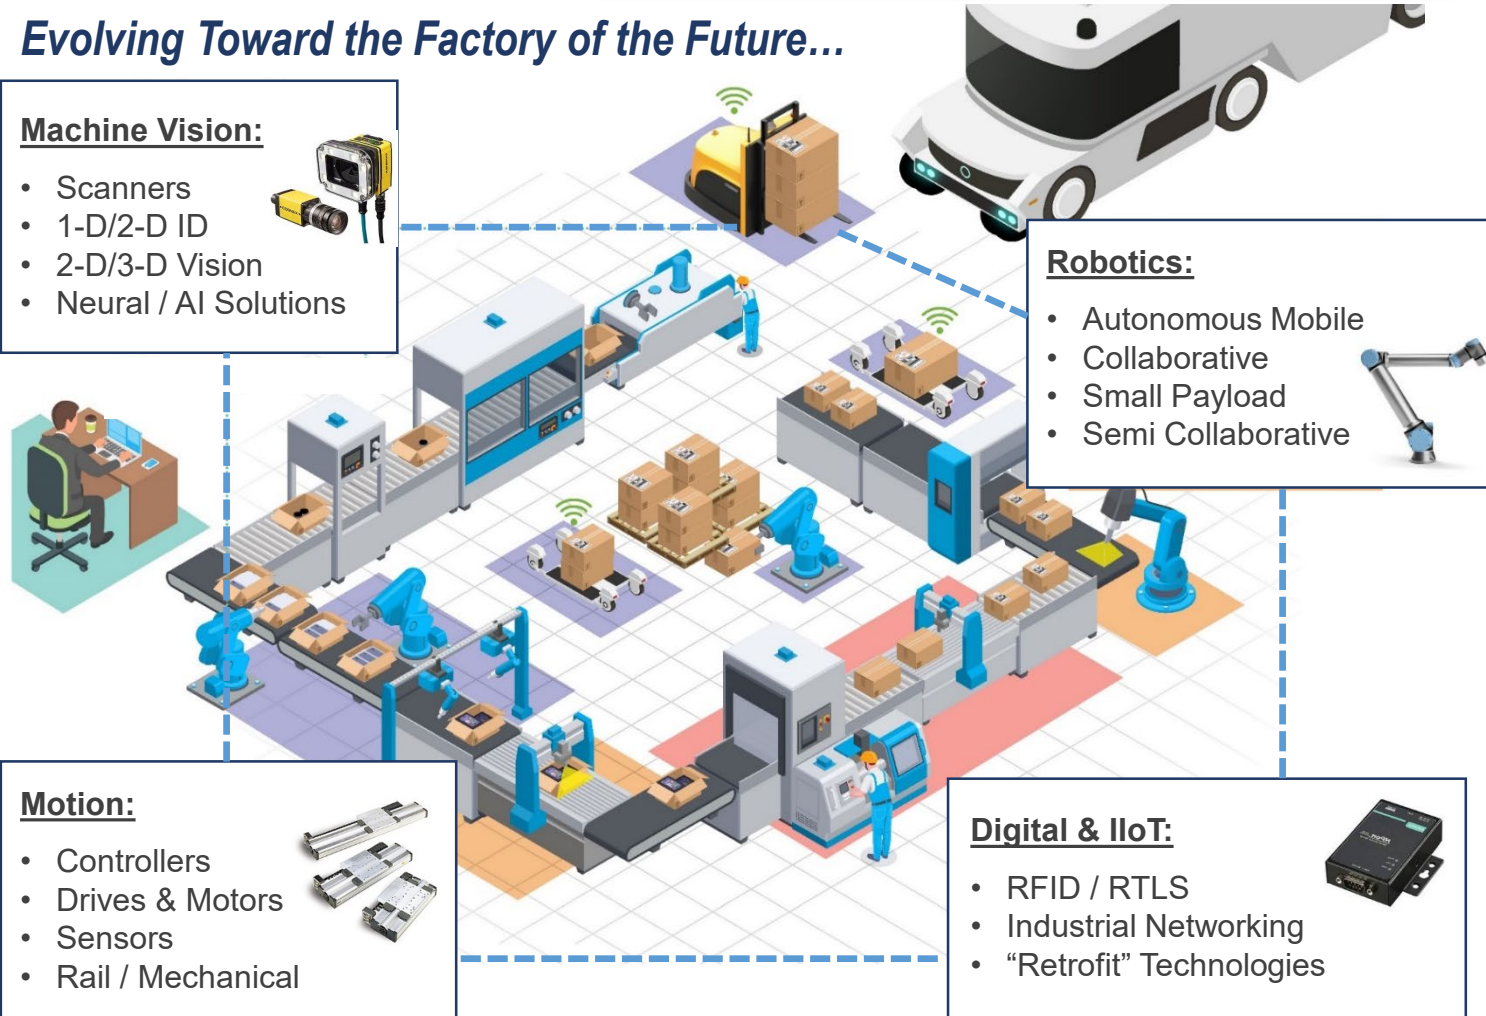 Evolving Toward the Factory of the Future…
Machine Vision:
• Scanners
• 1-D/2-D ID
• 2-D/3-D Vision
• Neural / AI Solutions
Robotics:
• Autonomous Mobile
• Collaborative
• Small Payload
• Semi Collaborative
Motion:
• Controllers
• Drives & Motors
• Sensors
• Rail / Mechanical
Digital & IIoT:
• RFID / RTLS
• Industrial Networking
• “Retrofit” Technologies